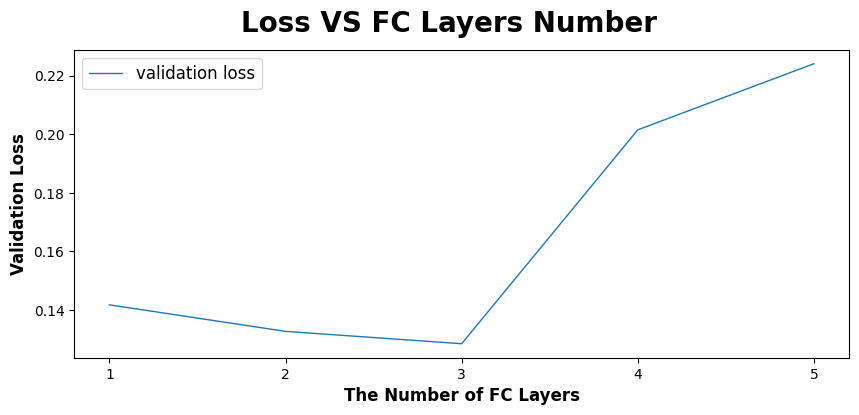 Loss VS FC Layers Number
validation loss
Validation Loss
0.22
0.20
0.18
0.16
0.14
1 2 3 4 5
The Number of FC Layers